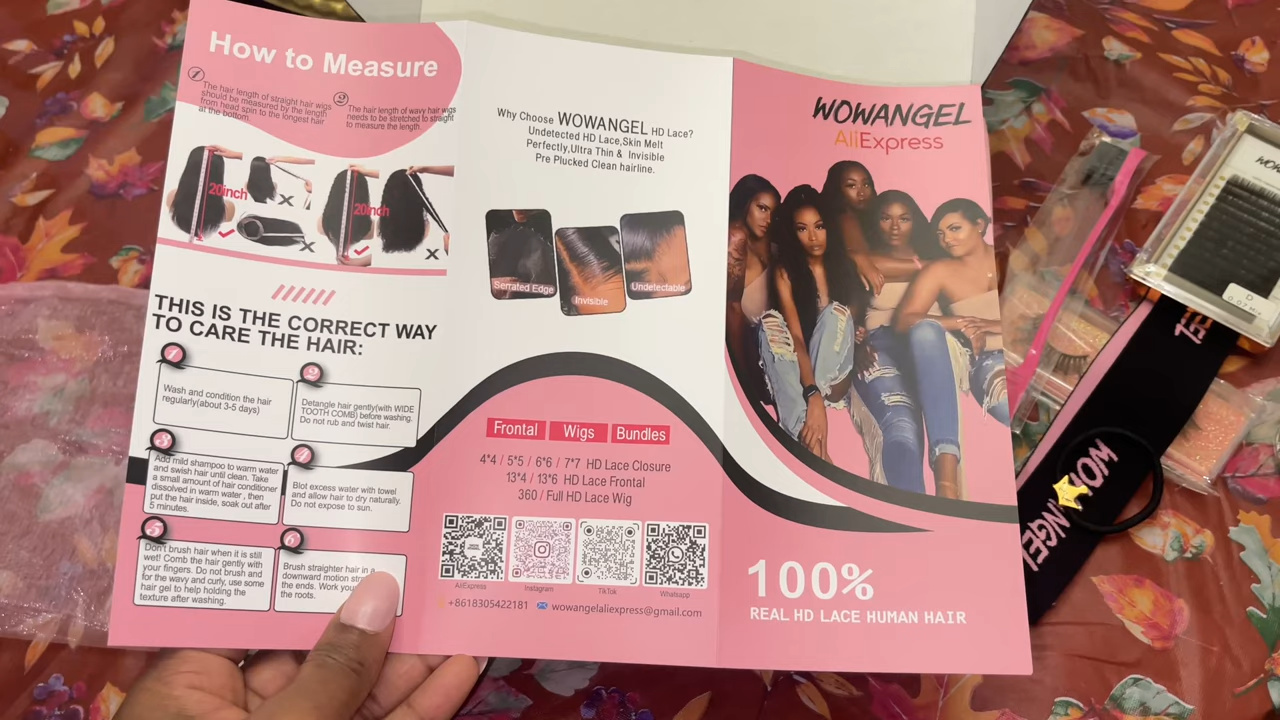 How to Measure
1
The hair length of straight hair wigs
should be measured by the length
from head spin to the longest hair
at the bottom.
2
The hair length of wavy hair wigs
needs to be stretched to straight
to measure the length.
20inch
20inch
THIS IS THE CORRECT WAY
TO CARE THE HAIR:
1
Wash and condition the hair
regularly(about 3-5 days)
2
Detangle hair gently(with WIDE
TOOTH COMB) before washing.
Do not rub and twist hair.
3
Add mild shampoo to warm water
and swish hair until clean. Take
a small amount of hair conditioner
dissolved in warm water , then
put the hair inside, soak out after
5 minutes.
4
Blot excess water with towel
and allow hair to dry naturally.
Do not expose to sun.
5
Don't brush hair when it is still
wet! Comb the hair gently with
your fingers. Do not brush and
for the wavy and curly, use some
hair gel to help holding the
texture after washing.
6
Brush straighter hair in a
downward motion
the ends. Work
the roots.
Why Choose WOWANGEL HD Lace?
Undetected HD Lace,Skin Melt
Perfectly,Ultra Thin & Invisible
Pre Plucked Clean hairline.
Serrated Edge
Invisible
Undetectable
Frontal Wigs Bundles
4*4 / 5*5 / 6*6 / 7*7 HD Lace Closure
13*4 / 13*6 HD Lace Frontal
360 / Full HD Lace Wig
AliExpress Instagram TikTok Whatsapp
+8618305422181 wowangelaliexpress@gmail.com
WOWANGEL
AliExpress
100%
REAL HD LACE HUMAN HAIR
D